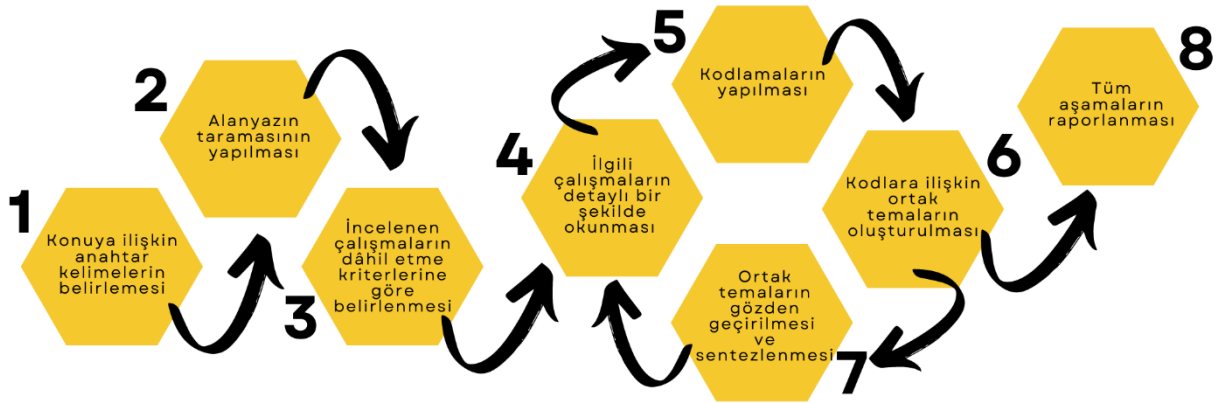 1
Konuya ilişkin
anahtar
kelimelerin
belirlemesi
2
Alanyazın
taramasının
yapılması
3
İncelenen
çalışmaların
dâhil etme
kriterlerine
göre
belirlenmesi
4
İlgili
çalışmaların
detaylı bir
şekilde
okunması
5
Kodlamaların
yapılması
6
Kodlara ilişkin
ortak
temaların
oluşturulması
7
Ortak
temaların
gözden
geçirilmesi
ve
sentezlenmesi
8
Tüm
aşamaların
raporlanması